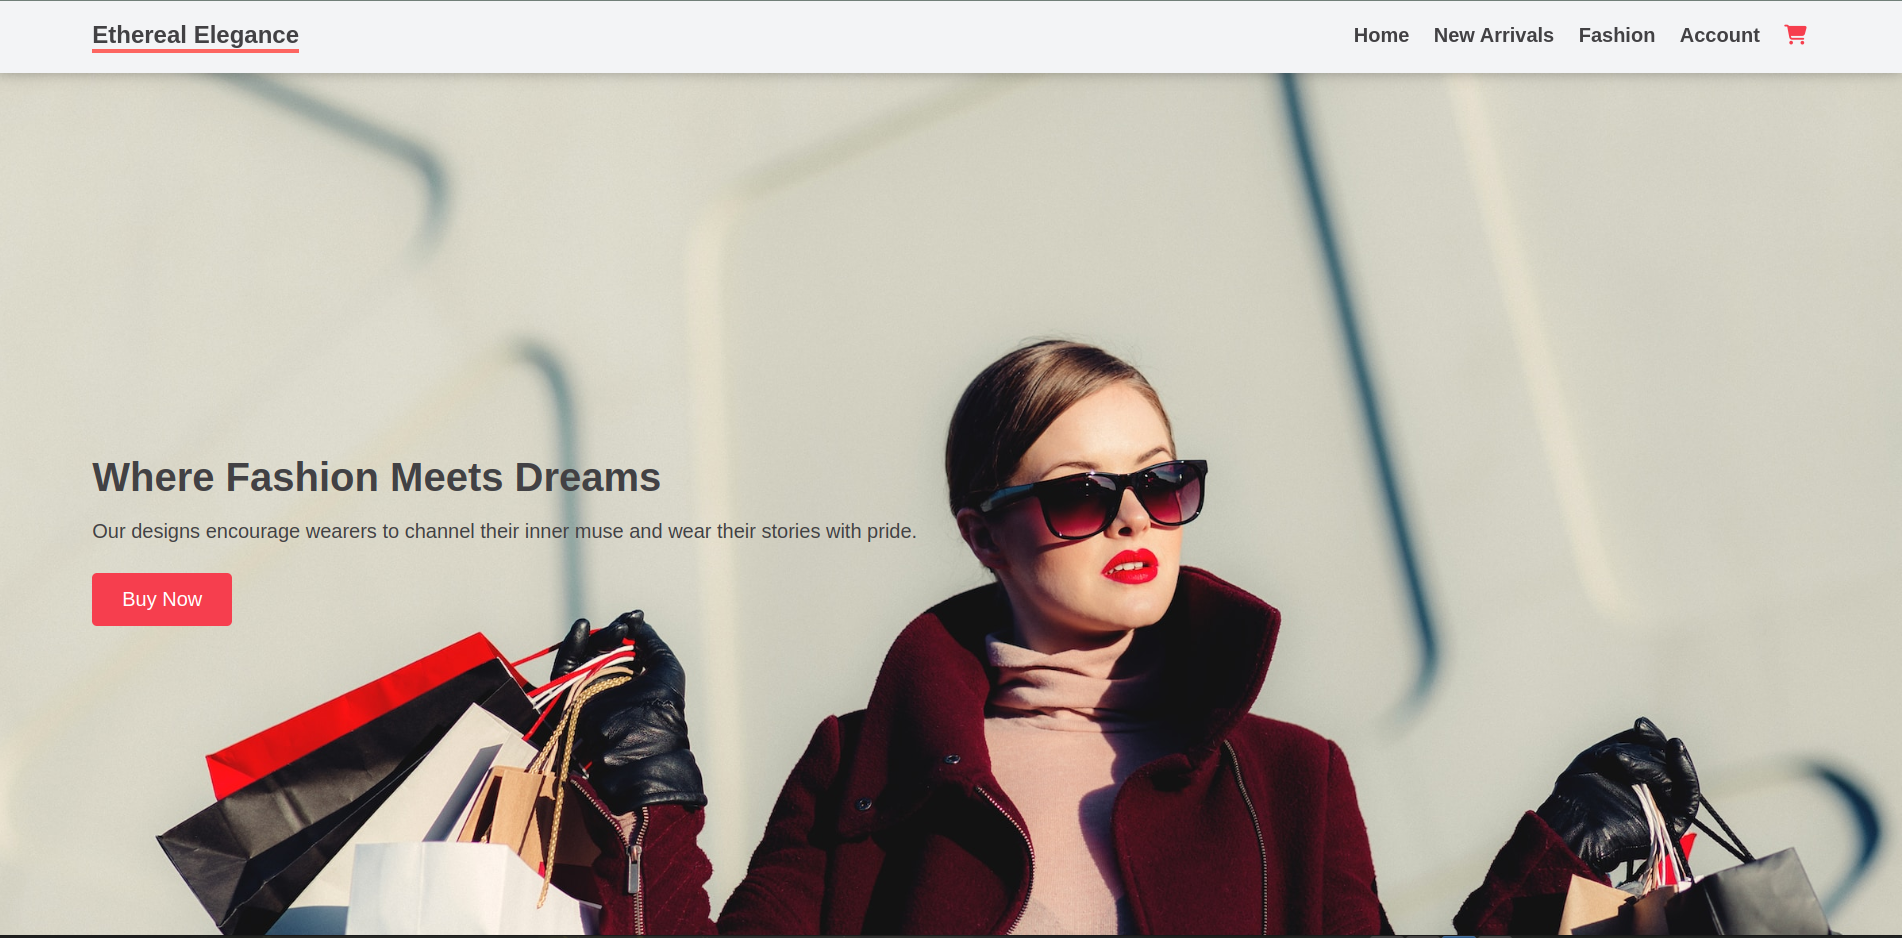 Ethereal Elegance
Home New Arrivals Fashion Account
Where Fashion Meets Dreams
Our designs encourage wearers to channel their inner muse and wear their stories with pride.
Buy Now